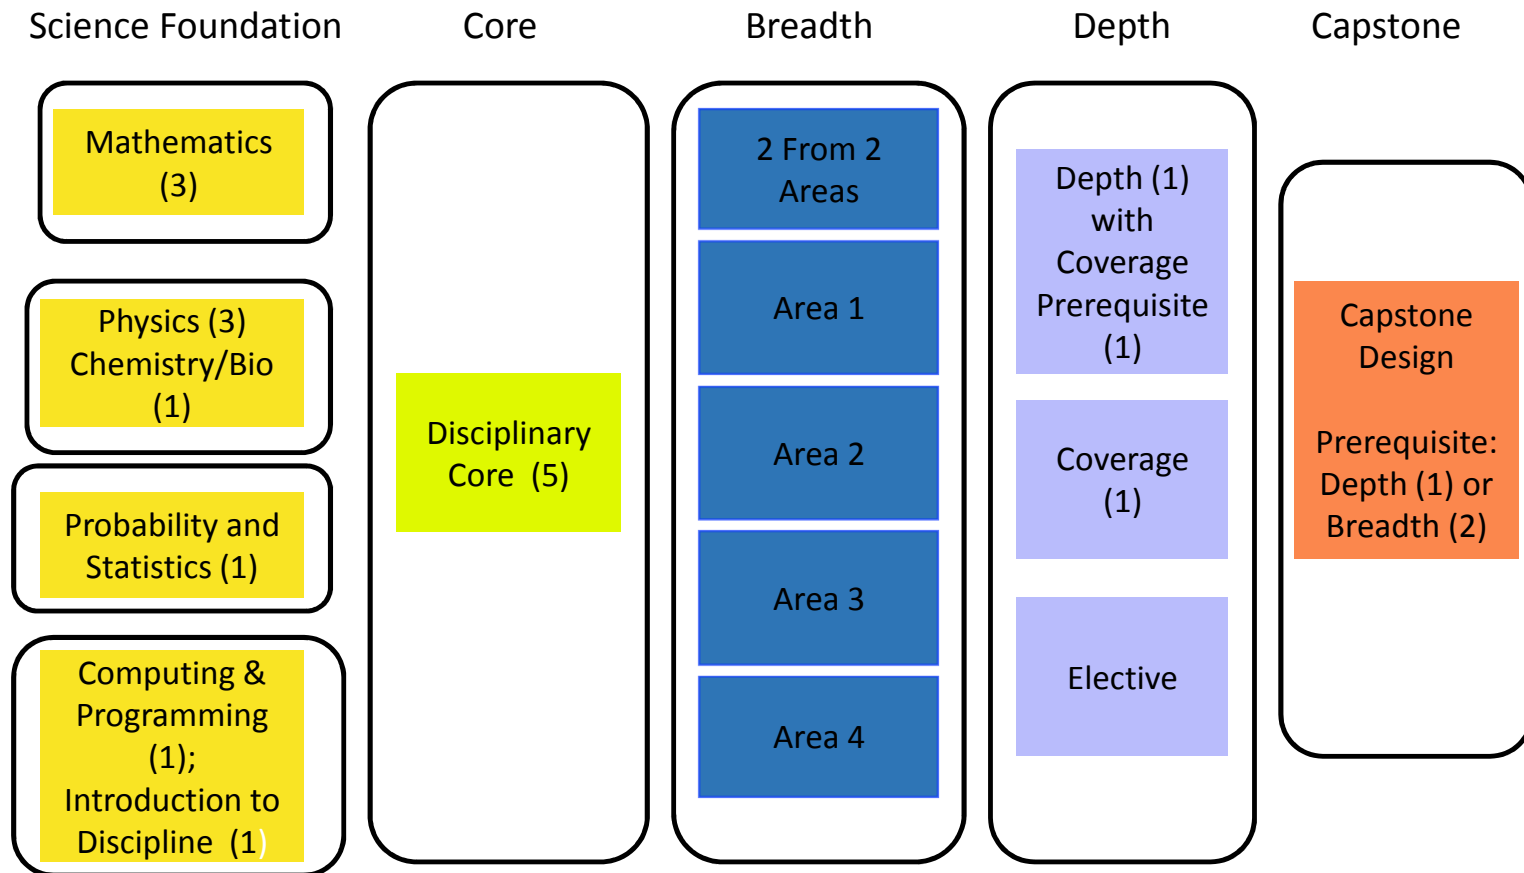 Science Foundation
Core
Breadth
Depth
Capstone
Mathematics
(3)
Physics (3)
Chemistry/Bio
(1)
Probability and
Statistics (1)
Computing &
Programming
(1);
Introduction to
Discipline (1)
Disciplinary
Core (5)
2 From 2
Areas
Area 1
Area 2
Area 3
Area 4
Depth (1)
with
Coverage
Prerequisite
(1)
Coverage
(1)
Elective
Capstone
Design
Prerequisite:
Depth (1) or
Breadth (2)